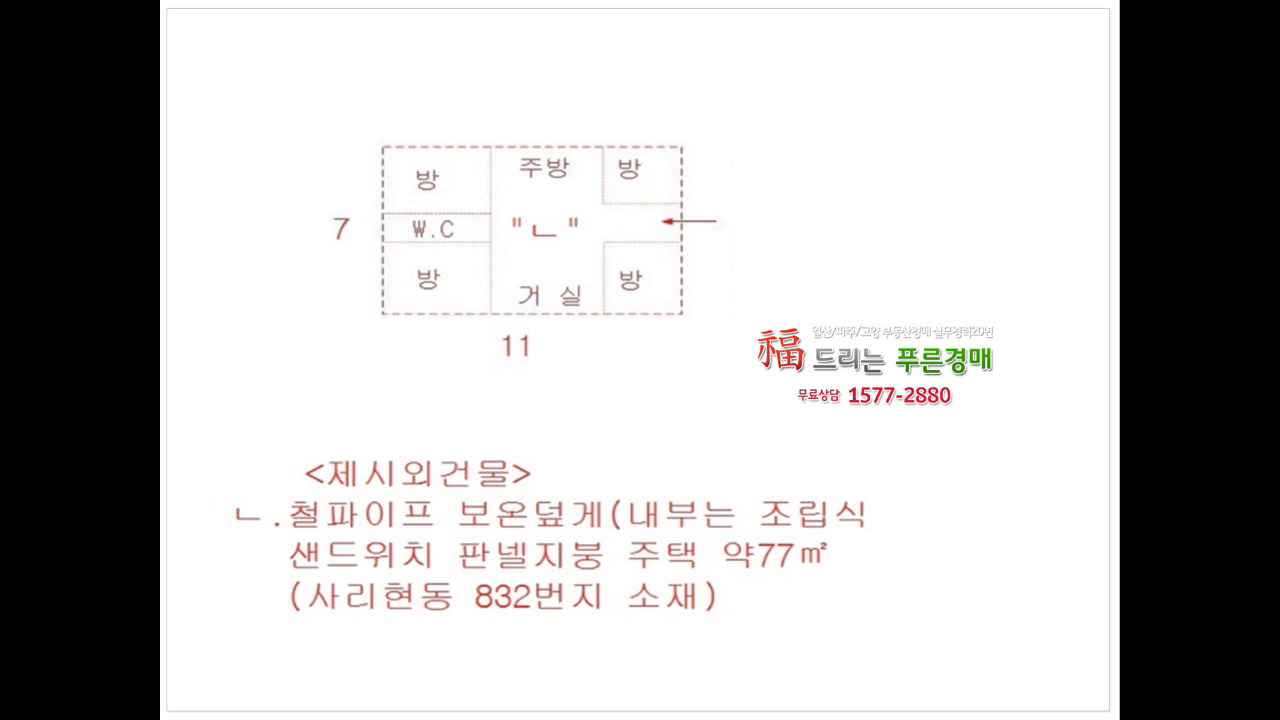 방 주방 방
7 W.C "ㄴ"
방 거 실 방
11
福 일산/파주/고양 부동산경매 실무경력20년
드리는 푸른경매
무료상담 1577-2880
<제시외건물>
ㄴ.철파이프 보온덮게(내부는 조립식
샌드위치 판넬지붕 주택 약77㎡
(사리현동 832번지 소재)